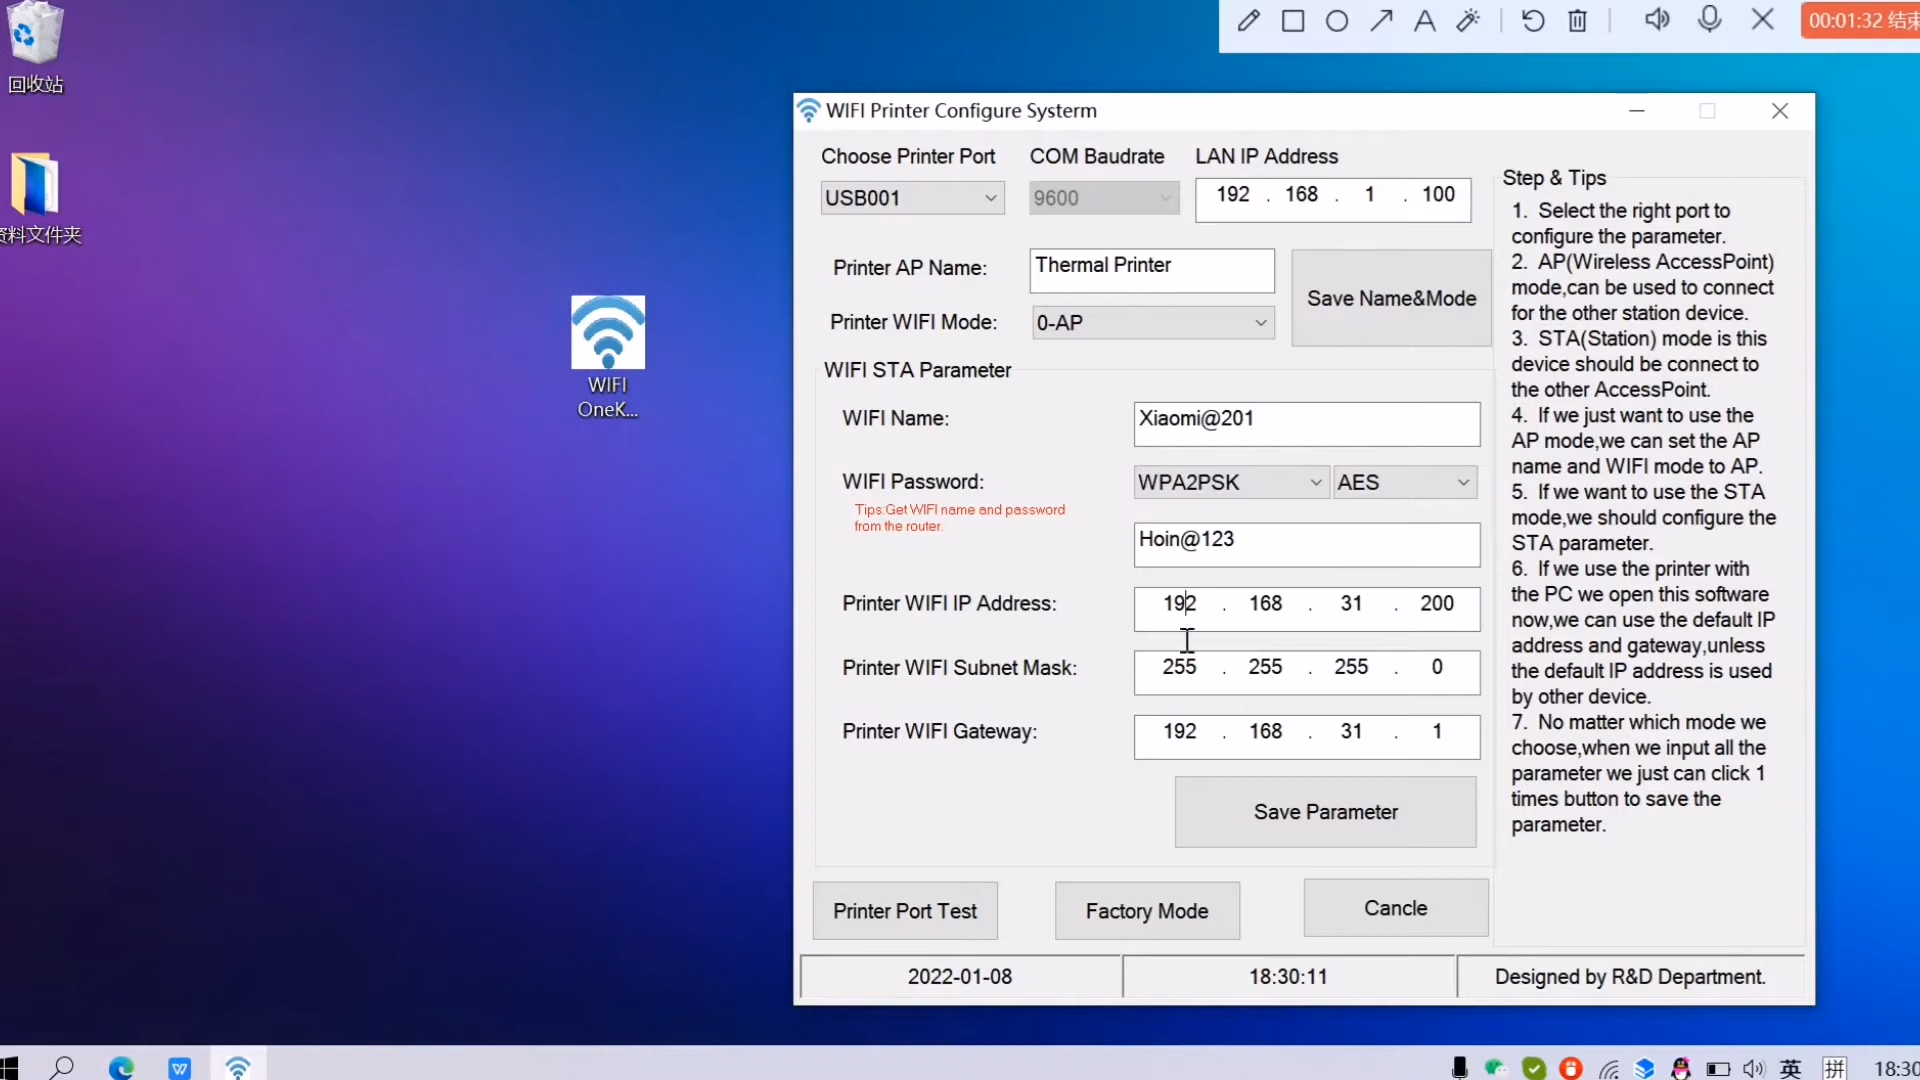 00:01:32 结束
回收站
资料文件夹
WIFI
OneK...
WIFI Printer Configure Systerm
Choose Printer Port
COM Baudrate
LAN IP Address
USB001
9600
192 . 168 . 1 . 100
Printer AP Name:
Thermal Printer
Save Name&Mode
Printer WIFI Mode:
0-AP
WIFI STA Parameter
WIFI Name:
Xiaomi@201
WIFI Password:
WPA2PSK
AES
Tips:Get WIFI name and password
from the router.
Hoin@123
Printer WIFI IP Address:
192 . 168 . 31 . 200
Printer WIFI Subnet Mask:
255 . 255 . 255 . 0
Printer WIFI Gateway:
192 . 168 . 31 . 1
Save Parameter
Printer Port Test
Factory Mode
Cancle
2022-01-08
18:30:11
Designed by R&D Department.
Step & Tips
1. Select the right port to
configure the parameter.
2. AP(Wireless AccessPoint)
mode,can be used to connect
for the other station device.
3. STA(Station) mode is this
device should be connect to
the other AccessPoint.
4. If we just want to use the
AP mode,we can set the AP
name and WIFI mode to AP.
5. If we want to use the STA
mode,we should configure the
STA parameter.
6. If we use the printer with
the PC we open this software
now,we can use the default IP
address and gateway,unless
the default IP address is used
by other device.
7. No matter which mode we
choose,when we input all the
parameter we just can click 1
times button to save the
parameter.
英
拼
18:30